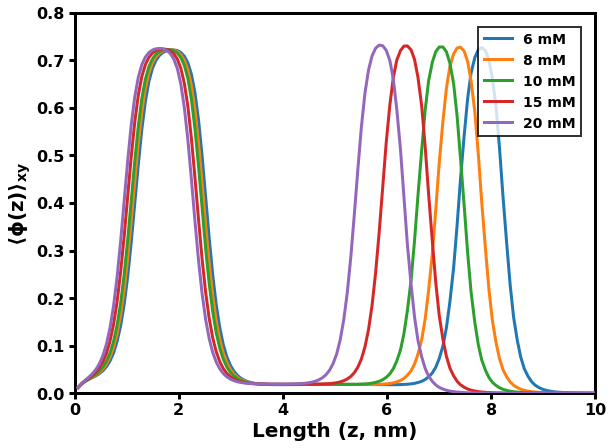 0.8
0.7
0.6
0.5
0.4
0.3
0.2
0.1
0.0
⟨ϕ(z)⟩xy
6 mM
8 mM
10 mM
15 mM
20 mM
0 2 4 6 8 10
Length (z, nm)